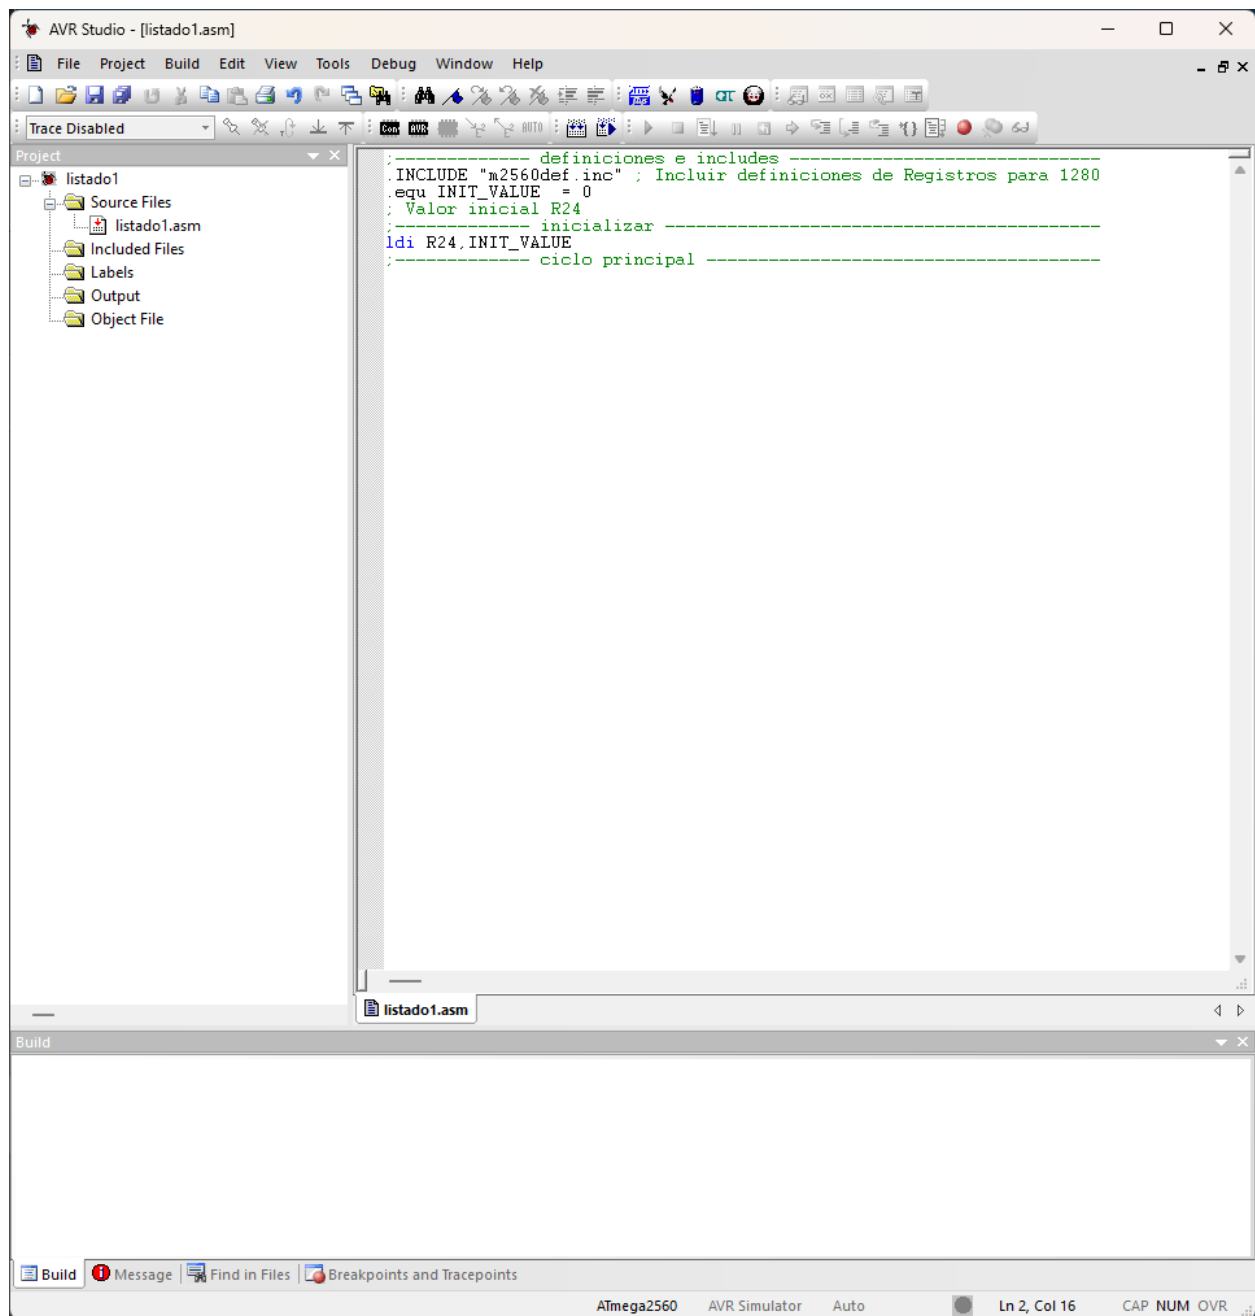 AVR Studio - [listado1.asm]
File Project Build Edit View Tools Debug Window Help
Trace Disabled
Con AVR AUTO
Project
listado1
Source Files
listado1.asm
Included Files
Labels
Output
Object File
;------------- definiciones e includes ------------------------------
.INCLUDE "m2560def.inc" ; Incluir definiciones de Registros para 1280
.equ INIT_VALUE  = 0
; Valor inicial R24
;------------- inicializar ------------------------------------------
ldi R24,INIT_VALUE
;------------- ciclo principal --------------------------------------
listado1.asm
Build
Build Message Find in Files Breakpoints and Tracepoints
ATmega2560 AVR Simulator Auto Ln 2, Col 16 CAP NUM OVR